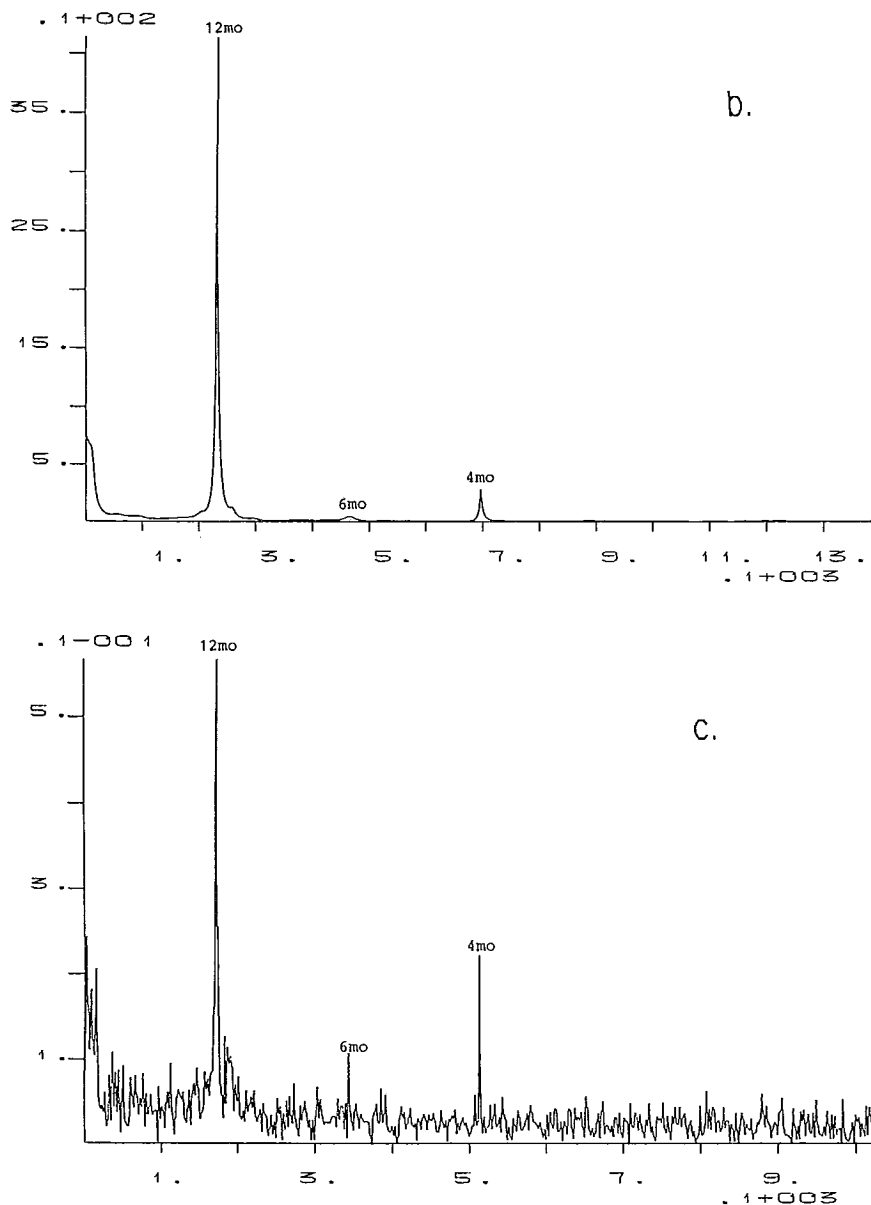 .1+002
12mo
35.
b.
25.
15.
5.
6mo
4mo
1. 3. 5. 7. 9. 11. 13.
.1+003
.1-001
12mo
5.
c.
3.
4mo
1.
6mo
1. 3. 5. 7. 9.
.1+003